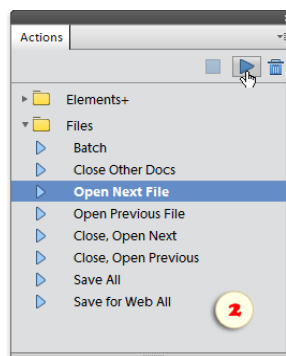 Actions
Elements+
Files
Batch
Close Other Docs
Open Next File
Open Previous File
Close, Open Next
Close, Open Previous
Save All
Save for Web All
2